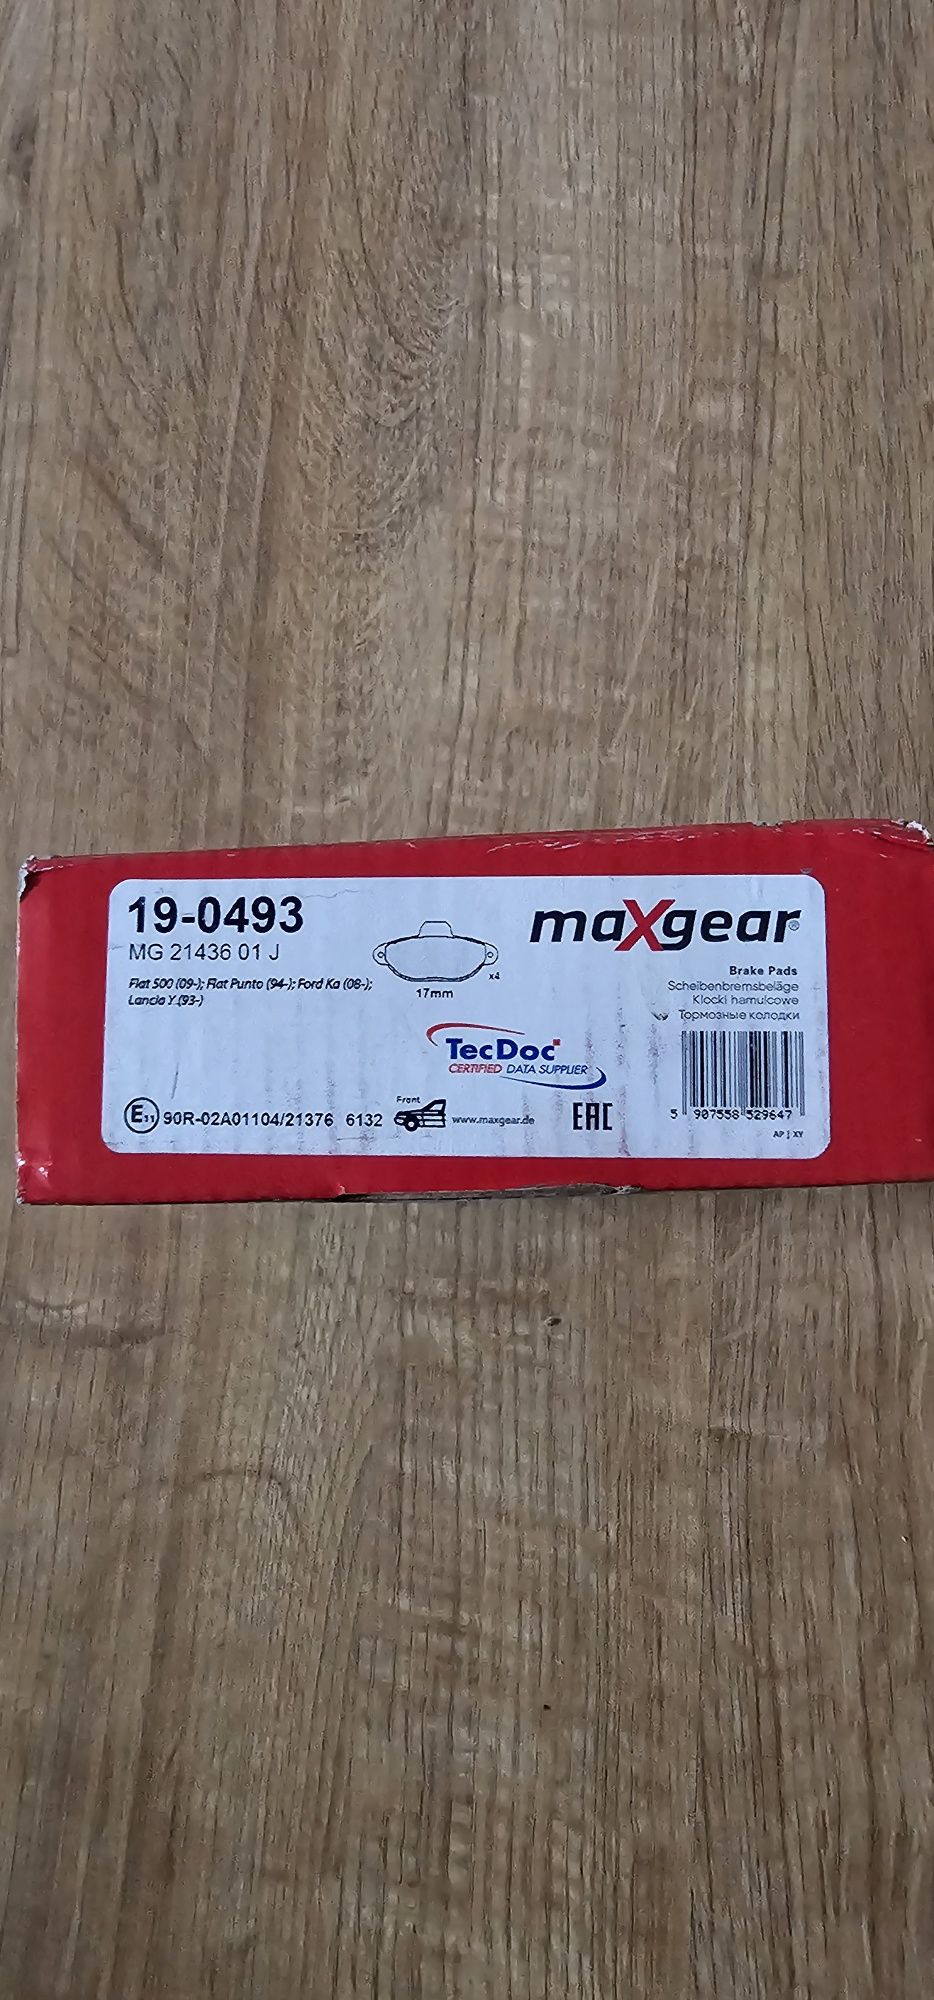 19-0493
MG 21436 01 J
Fiat 500 (09-); Fiat Punto (94-); Ford Ka (08-);
Lancia Y (93-)
x4
17mm
maXgear®
Brake Pads
Scheibenbremsbeläge
Klocki hamulcowe
Тормозные колодки
TecDoc
CERTIFIED DATA SUPPLIER
E11 90R-02A01104/21376 6132
Front
www.maxgear.de
EAC
5 907558 529647
AP | XY